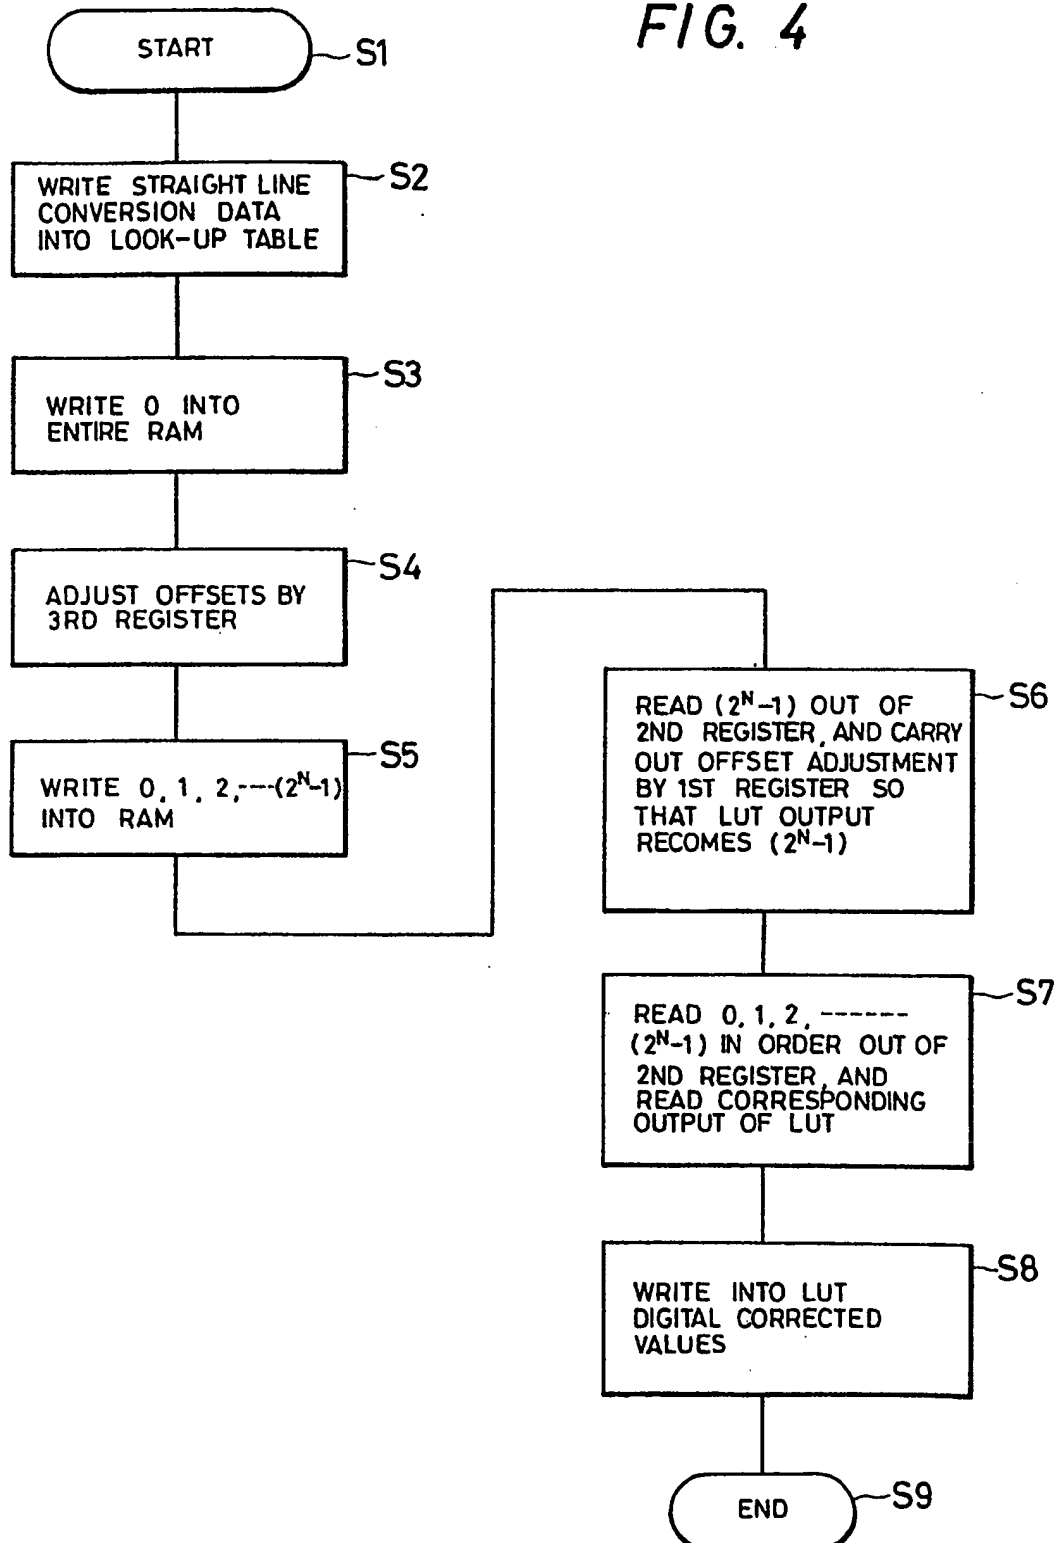 FIG. 4
START
S1
WRITE STRAIGHT LINE
CONVERSION DATA
INTO LOOK-UP TABLE
S2
WRITE 0 INTO
ENTIRE RAM
S3
ADJUST OFFSETS BY
3RD REGISTER
S4
WRITE 0, 1, 2,----(2^N-1)
INTO RAM
S5
READ (2^N-1) OUT OF
2ND REGISTER, AND CARRY
OUT OFFSET ADJUSTMENT
BY 1ST REGISTER SO
THAT LUT OUTPUT
RECOMES (2^N-1)
S6
READ 0, 1, 2, -------
(2^N-1) IN ORDER OUT OF
2ND REGISTER, AND
READ CORRESPONDING
OUTPUT OF LUT
S7
WRITE INTO LUT
DIGITAL CORRECTED
VALUES
S8
END
S9